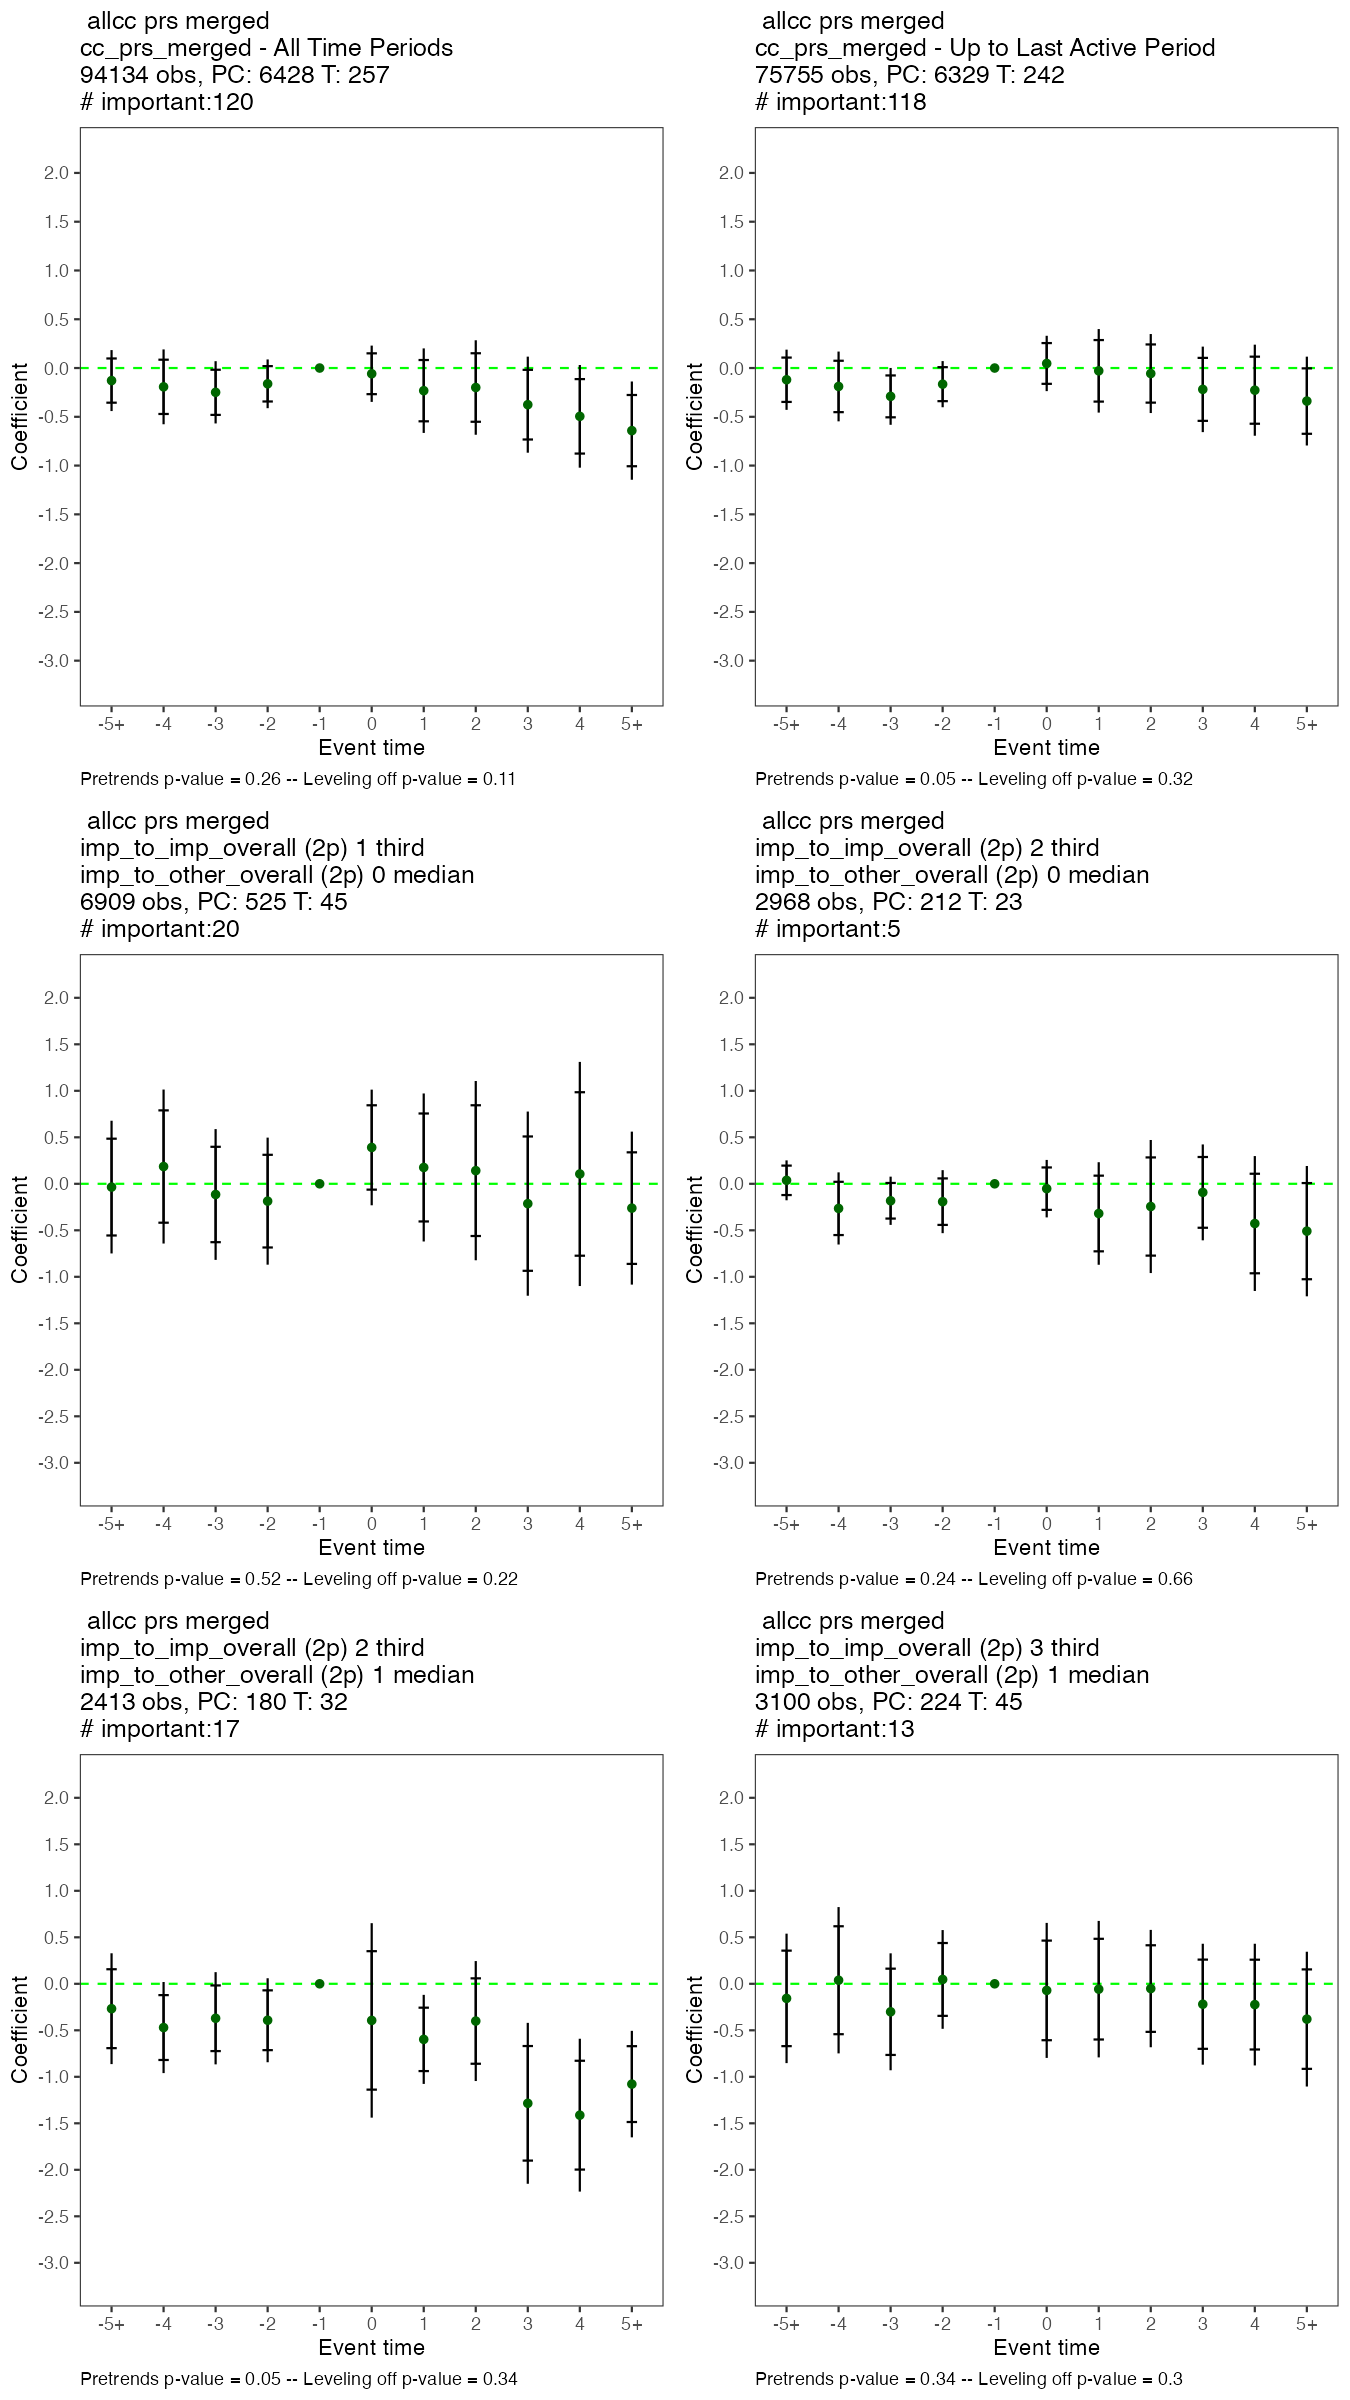 allcc prs merged
cc_prs_merged - All Time Periods
94134 obs, PC: 6428 T: 257
# important:120
2.0
1.5
1.0
0.5
0.0
-0.5
-1.0
-1.5
-2.0
-2.5
-3.0
Coefficient
-5+ -4 -3 -2 -1 0 1 2 3 4 5+
Event time
Pretrends p-value = 0.26 -- Leveling off p-value = 0.11
allcc prs merged
cc_prs_merged - Up to Last Active Period
75755 obs, PC: 6329 T: 242
# important:118
2.0
1.5
1.0
0.5
0.0
-0.5
-1.0
-1.5
-2.0
-2.5
-3.0
Coefficient
-5+ -4 -3 -2 -1 0 1 2 3 4 5+
Event time
Pretrends p-value = 0.05 -- Leveling off p-value = 0.32
allcc prs merged
imp_to_imp_overall (2p) 1 third
imp_to_other_overall (2p) 0 median
6909 obs, PC: 525 T: 45
# important:20
2.0
1.5
1.0
0.5
0.0
-0.5
-1.0
-1.5
-2.0
-2.5
-3.0
Coefficient
-5+ -4 -3 -2 -1 0 1 2 3 4 5+
Event time
Pretrends p-value = 0.52 -- Leveling off p-value = 0.22
allcc prs merged
imp_to_imp_overall (2p) 2 third
imp_to_other_overall (2p) 0 median
2968 obs, PC: 212 T: 23
# important:5
2.0
1.5
1.0
0.5
0.0
-0.5
-1.0
-1.5
-2.0
-2.5
-3.0
Coefficient
-5+ -4 -3 -2 -1 0 1 2 3 4 5+
Event time
Pretrends p-value = 0.24 -- Leveling off p-value = 0.66
allcc prs merged
imp_to_imp_overall (2p) 2 third
imp_to_other_overall (2p) 1 median
2413 obs, PC: 180 T: 32
# important:17
2.0
1.5
1.0
0.5
0.0
-0.5
-1.0
-1.5
-2.0
-2.5
-3.0
Coefficient
-5+ -4 -3 -2 -1 0 1 2 3 4 5+
Event time
Pretrends p-value = 0.05 -- Leveling off p-value = 0.34
allcc prs merged
imp_to_imp_overall (2p) 3 third
imp_to_other_overall (2p) 1 median
3100 obs, PC: 224 T: 45
# important:13
2.0
1.5
1.0
0.5
0.0
-0.5
-1.0
-1.5
-2.0
-2.5
-3.0
Coefficient
-5+ -4 -3 -2 -1 0 1 2 3 4 5+
Event time
Pretrends p-value = 0.34 -- Leveling off p-value = 0.3